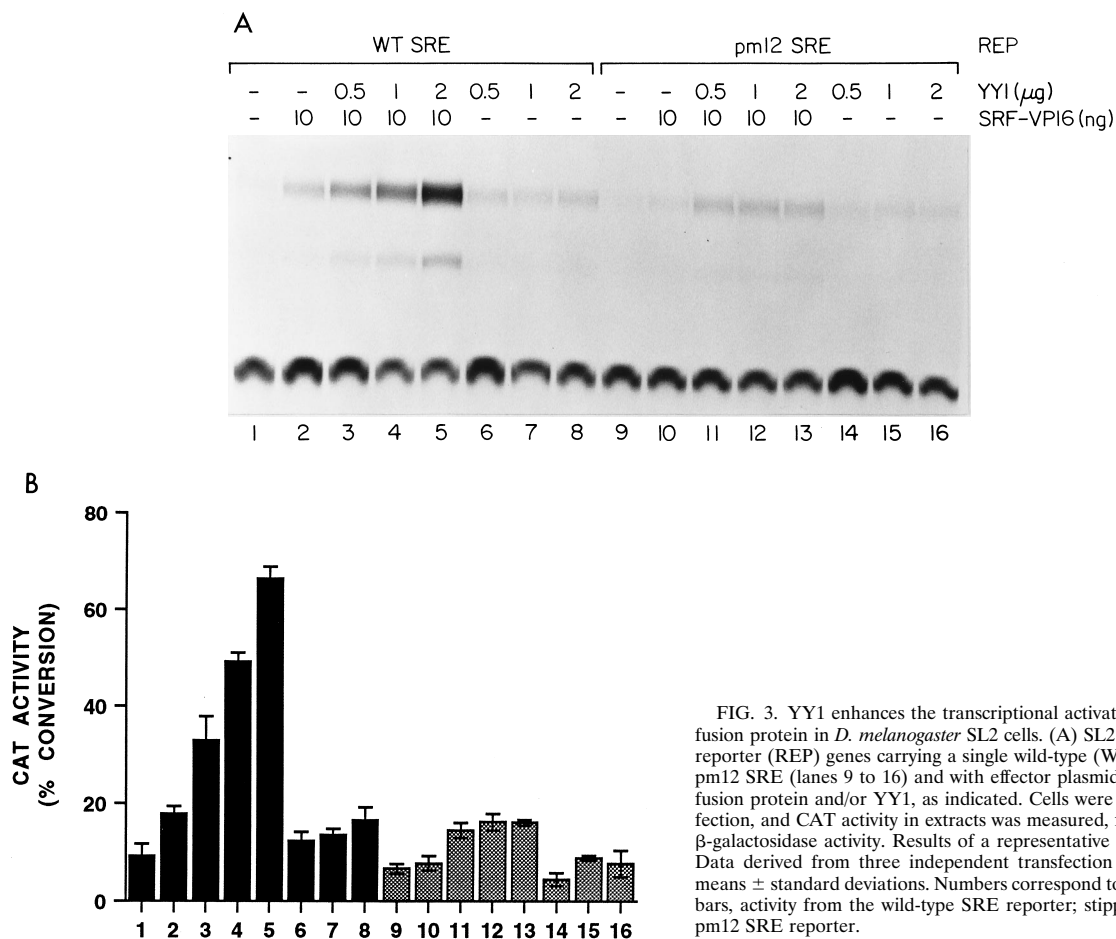 A
WT SRE pm12 SRE REP
- - 0.5 1 2 0.5 1 2 - - 0.5 1 2 0.5 1 2 YY1 (μg)
- 10 10 10 10 - - - - 10 10 10 10 - - - SRF-VP16 (ng)
1 2 3 4 5 6 7 8 9 10 11 12 13 14 15 16
B
CAT ACTIVITY
(% CONVERSION)
80
60
40
20
0
1 2 3 4 5 6 7 8 9 10 11 12 13 14 15 16
FIG. 3. YY1 enhances the transcriptional activat
fusion protein in D. melanogaster SL2 cells. (A) SL2
reporter (REP) genes carrying a single wild-type (W
pm12 SRE (lanes 9 to 16) and with effector plasmid
fusion protein and/or YY1, as indicated. Cells were
fection, and CAT activity in extracts was measured,
β-galactosidase activity. Results of a representative
Data derived from three independent transfection
means ± standard deviations. Numbers correspond to
bars, activity from the wild-type SRE reporter; stipp
pm12 SRE reporter.